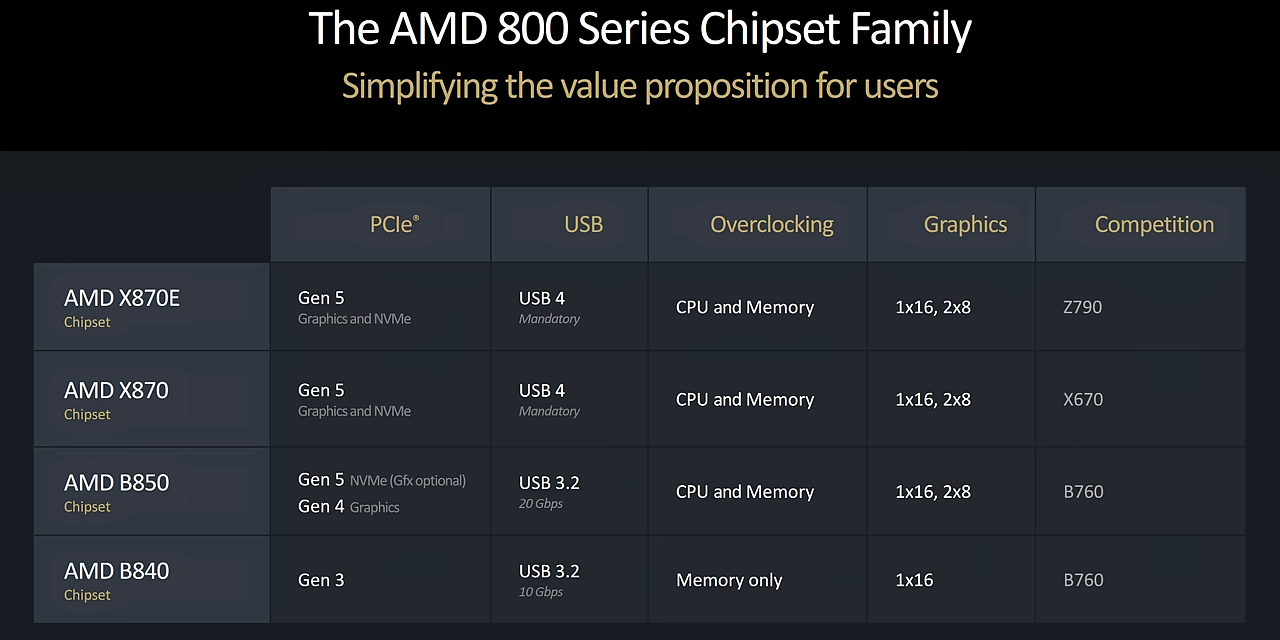 The AMD 800 Series Chipset Family
Simplifying the value proposition for users
PCIe® USB Overclocking Graphics Competition
AMD X870E
Chipset
Gen 5
Graphics and NVMe
USB 4
Mandatory
CPU and Memory
1x16, 2x8
Z790
AMD X870
Chipset
Gen 5
Graphics and NVMe
USB 4
Mandatory
CPU and Memory
1x16, 2x8
X670
AMD B850
Chipset
Gen 5 NVMe (Gfx optional)
Gen 4 Graphics
USB 3.2
20 Gbps
CPU and Memory
1x16, 2x8
B760
AMD B840
Chipset
Gen 3
USB 3.2
10 Gbps
Memory only
1x16
B760